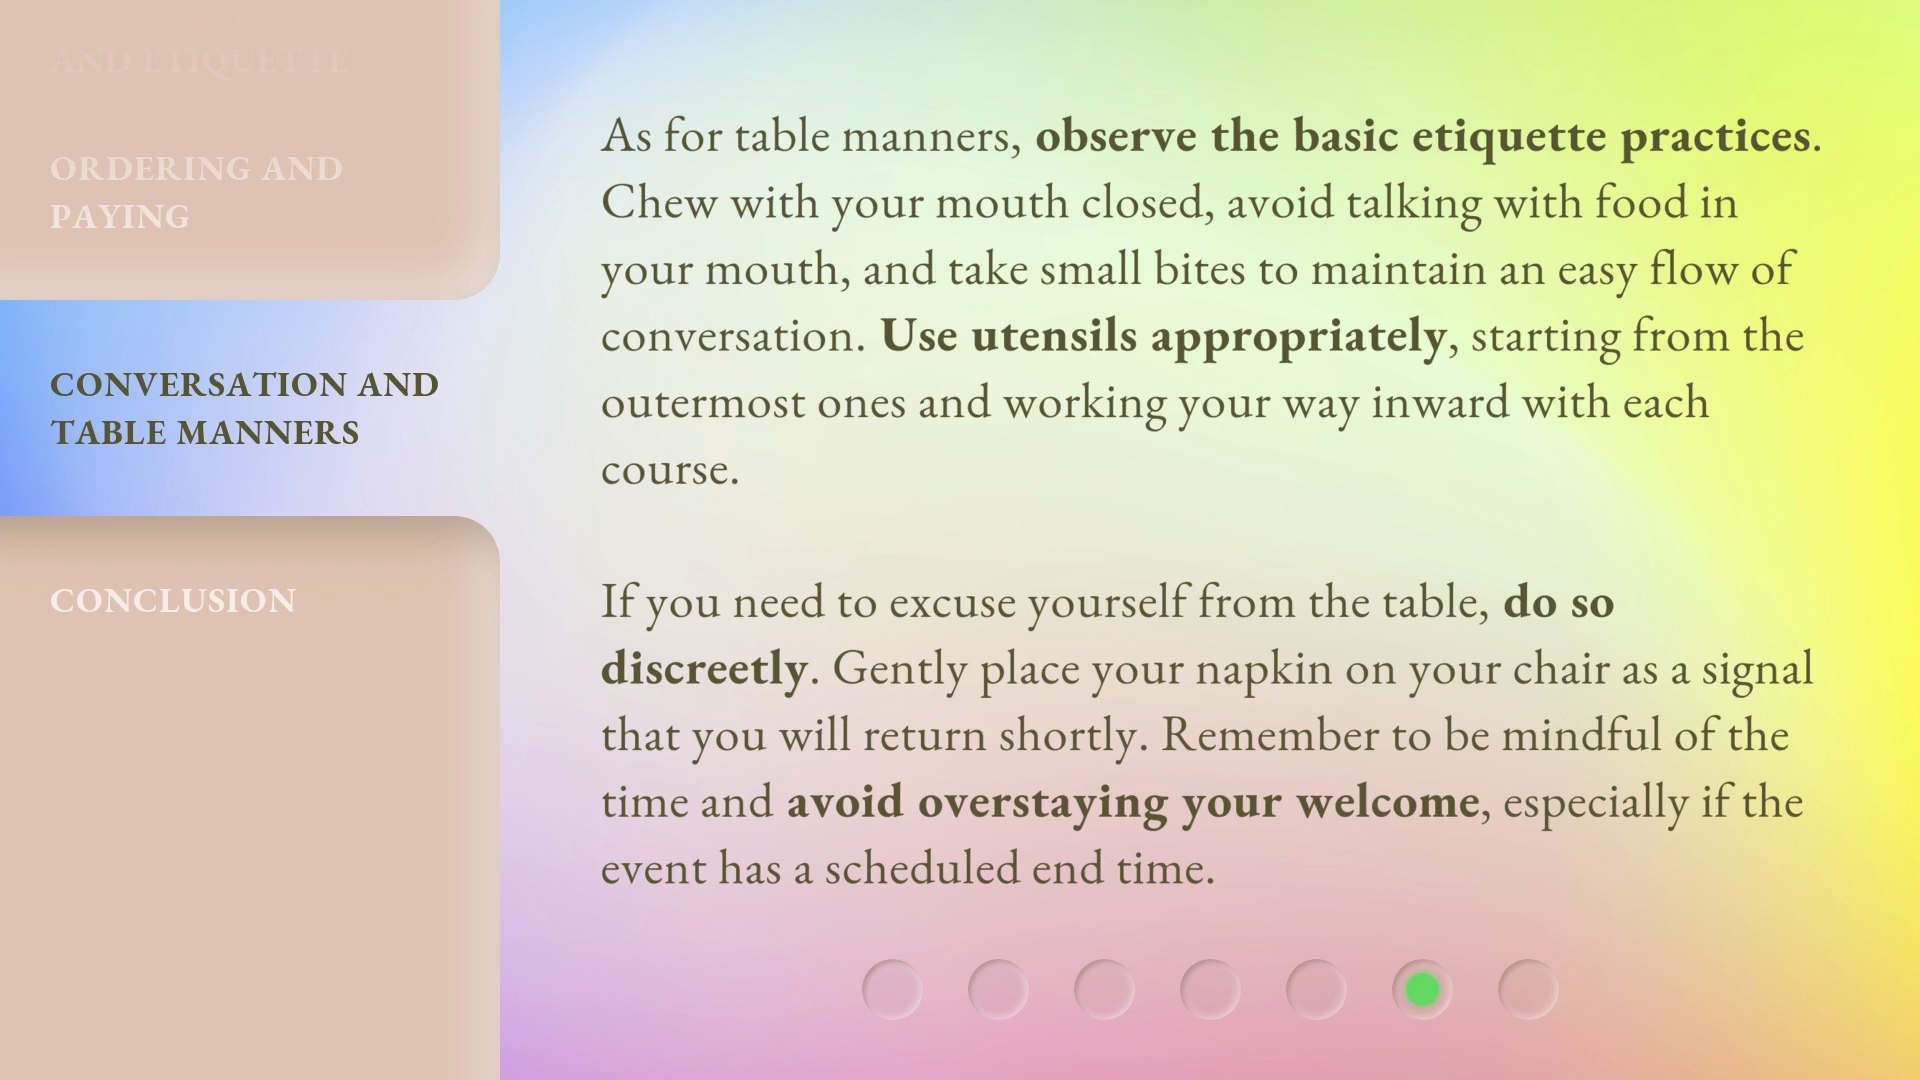 AND ETIQUETTE
ORDERING AND
PAYING
CONVERSATION AND
TABLE MANNERS
CONCLUSION
As for table manners, observe the basic etiquette practices.
Chew with your mouth closed, avoid talking with food in
your mouth, and take small bites to maintain an easy flow of
conversation. Use utensils appropriately, starting from the
outermost ones and working your way inward with each
course.
If you need to excuse yourself from the table, do so
discreetly. Gently place your napkin on your chair as a signal
that you will return shortly. Remember to be mindful of the
time and avoid overstaying your welcome, especially if the
event has a scheduled end time.